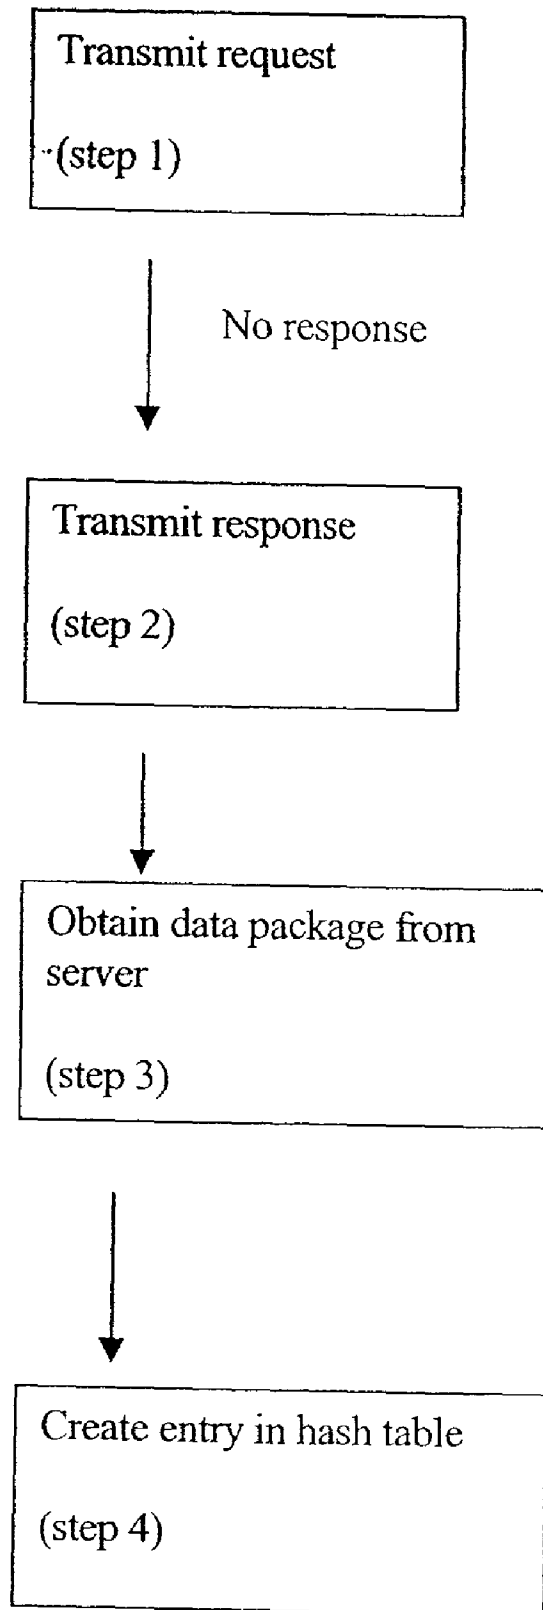 Transmit request
(step 1)
No response
Transmit response
(step 2)
Obtain data package from
server
(step 3)
Create entry in hash table
(step 4)